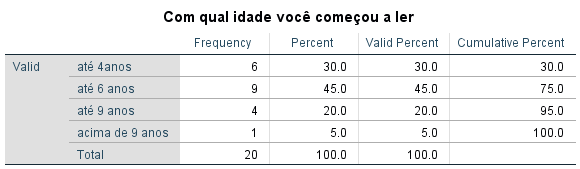 Com qual idade você começou a ler
Frequency Percent Valid Percent Cumulative Percent
Valid até 4anos 6 30.0 30.0 30.0
até 6 anos 9 45.0 45.0 75.0
até 9 anos 4 20.0 20.0 95.0
acima de 9 anos 1 5.0 5.0 100.0
Total 20 100.0 100.0